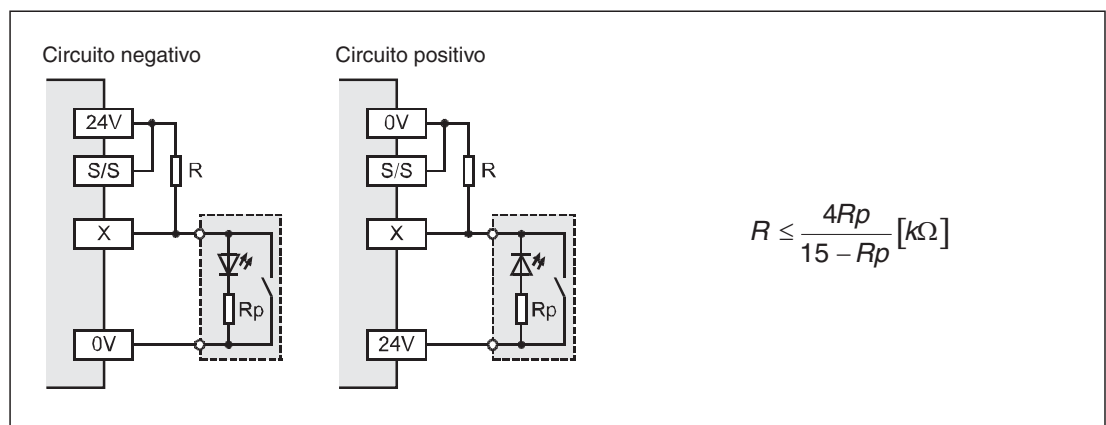 Circuito negativo
24V
S/S
R
X
Rp
0V
Circuito positivo
0V
S/S
R
X
Rp
24V
R ≤ 4Rp / 15 – Rp [kΩ]